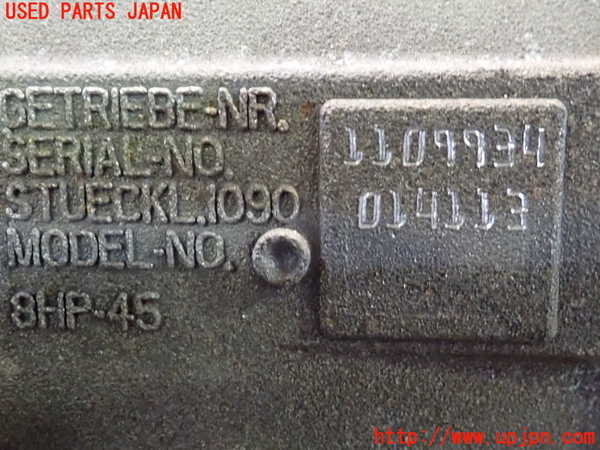 USED PARTS JAPAN
GETRIEBE-NR.
SERIAL-NO.
STUECKL.1090
MODEL-NO.
8HP-45
1109934
014113
http://www.upjpn.com/